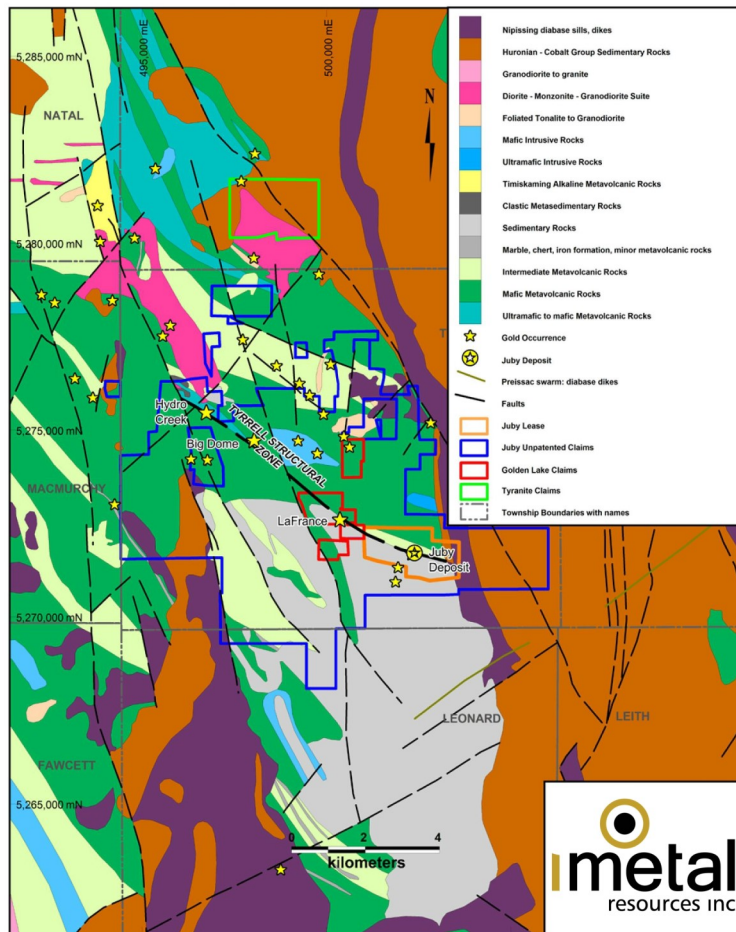 5,285,000 mN
495,000 mE
500,000 mE
N
NATAL
5,280,000 mN
Hydro
Creek
5,275,000 mN
Big Dome
TYRRELL STRUCTURAL
ZONE
MACMURCHY
LaFrance
Juby
Deposit
5,270,000 mN
LEONARD
LEITH
FAWCETT
5,265,000 mN
0 2 4
kilometers
Nipissing diabase sills, dikes
Huronian - Cobalt Group Sedimentary Rocks
Granodiorite to granite
Diorite - Monzonite - Granodiorite Suite
Foliated Tonalite to Granodiorite
Mafic Intrusive Rocks
Ultramafic Intrusive Rocks
Timiskaming Alkaline Metavolcanic Rocks
Clastic Metasedimentary Rocks
Sedimentary Rocks
Marble, chert, iron formation, minor metavolcanic rocks
Intermediate Metavolcanic Rocks
Mafic Metavolcanic Rocks
Ultramafic to mafic Metavolcanic Rocks
Gold Occurrence
Juby Deposit
Preissac swarm: diabase dikes
Faults
Juby Lease
Juby Unpatented Claims
Golden Lake Claims
Tyranite Claims
Township Boundaries with names
imetal
resources inc